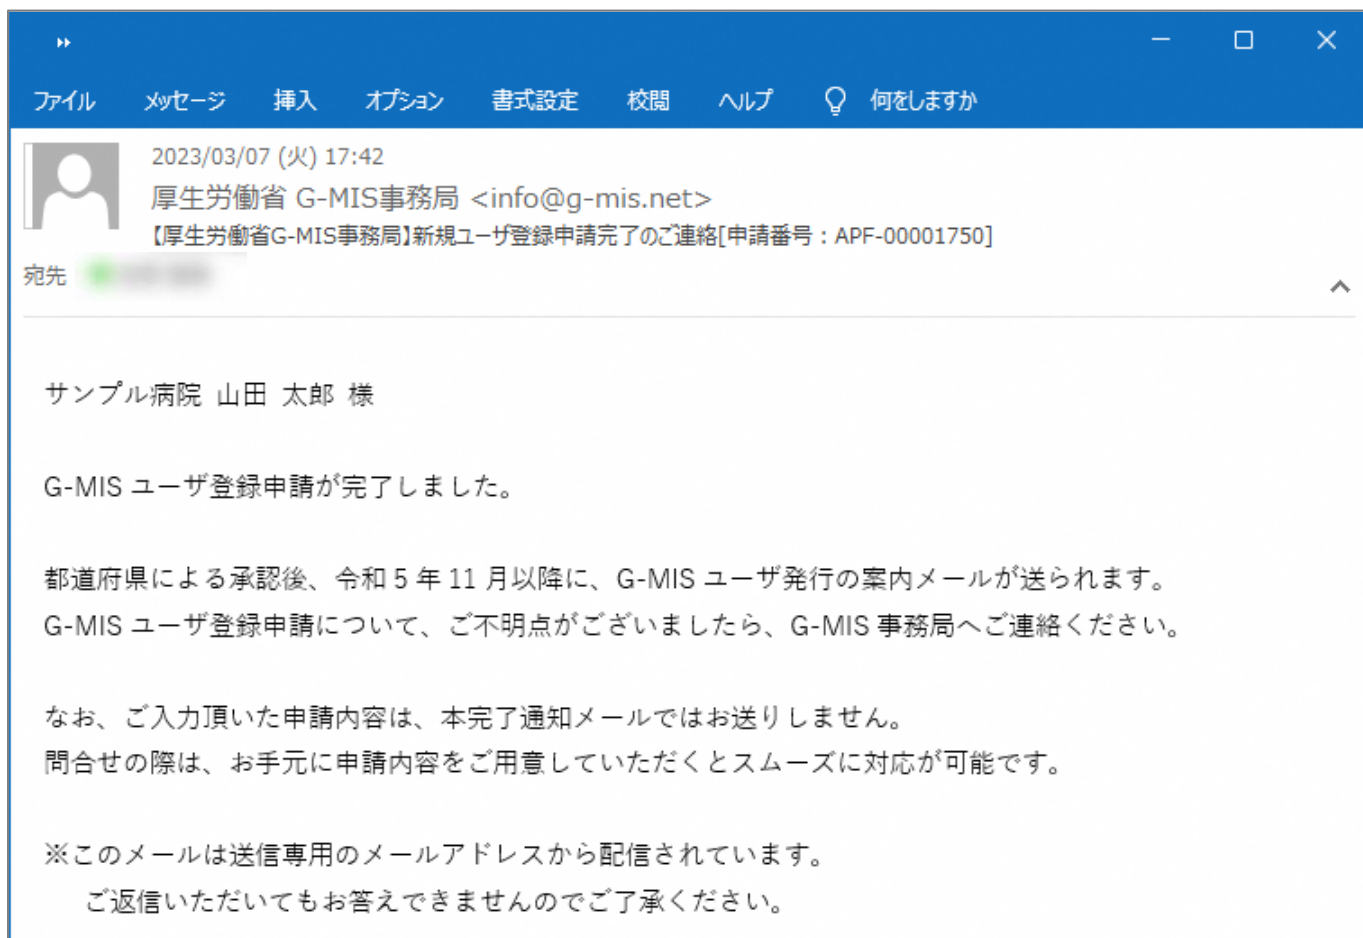 ファイル メッセージ 挿入 オプション 書式設定 校閲 ヘルプ 何をしますか
2023/03/07 (火) 17:42
厚生労働省 G-MIS事務局 <info@g-mis.net>
【厚生労働省G-MIS事務局】新規ユーザ登録申請完了のご連絡[申請番号：APF-00001750]
宛先
サンプル病院 山田 太郎 様
G-MIS ユーザ登録申請が完了しました。
都道府県による承認後、令和 5 年 11 月以降に、G-MIS ユーザ発行の案内メールが送られます。
G-MIS ユーザ登録申請について、ご不明点がございましたら、G-MIS 事務局へご連絡ください。
なお、ご入力頂いた申請内容は、本完了通知メールではお送りしません。
問合せの際は、お手元に申請内容をご用意していただくとスムーズに対応が可能です。
※このメールは送信専用のメールアドレスから配信されています。
ご返信いただいてもお答えできませんのでご了承ください。